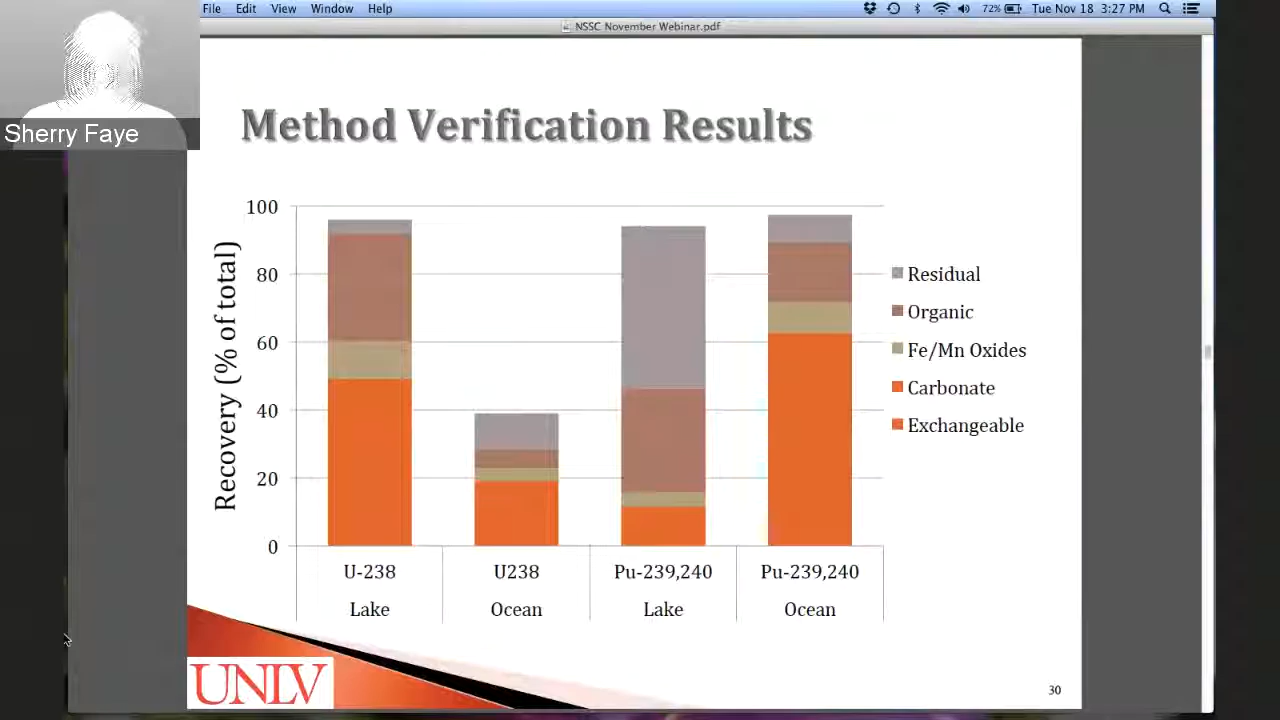 File Edit View Window Help
72% Tue Nov 18 3:27 PM
NSSC November Webinar.pdf
Sherry Faye
Method Verification Results
Recovery (% of total)
100
80
60
40
20
0
U-238 U238 Pu-239,240 Pu-239,240
Lake Ocean Lake Ocean
Residual
Organic
Fe/Mn Oxides
Carbonate
Exchangeable
UNLV
30